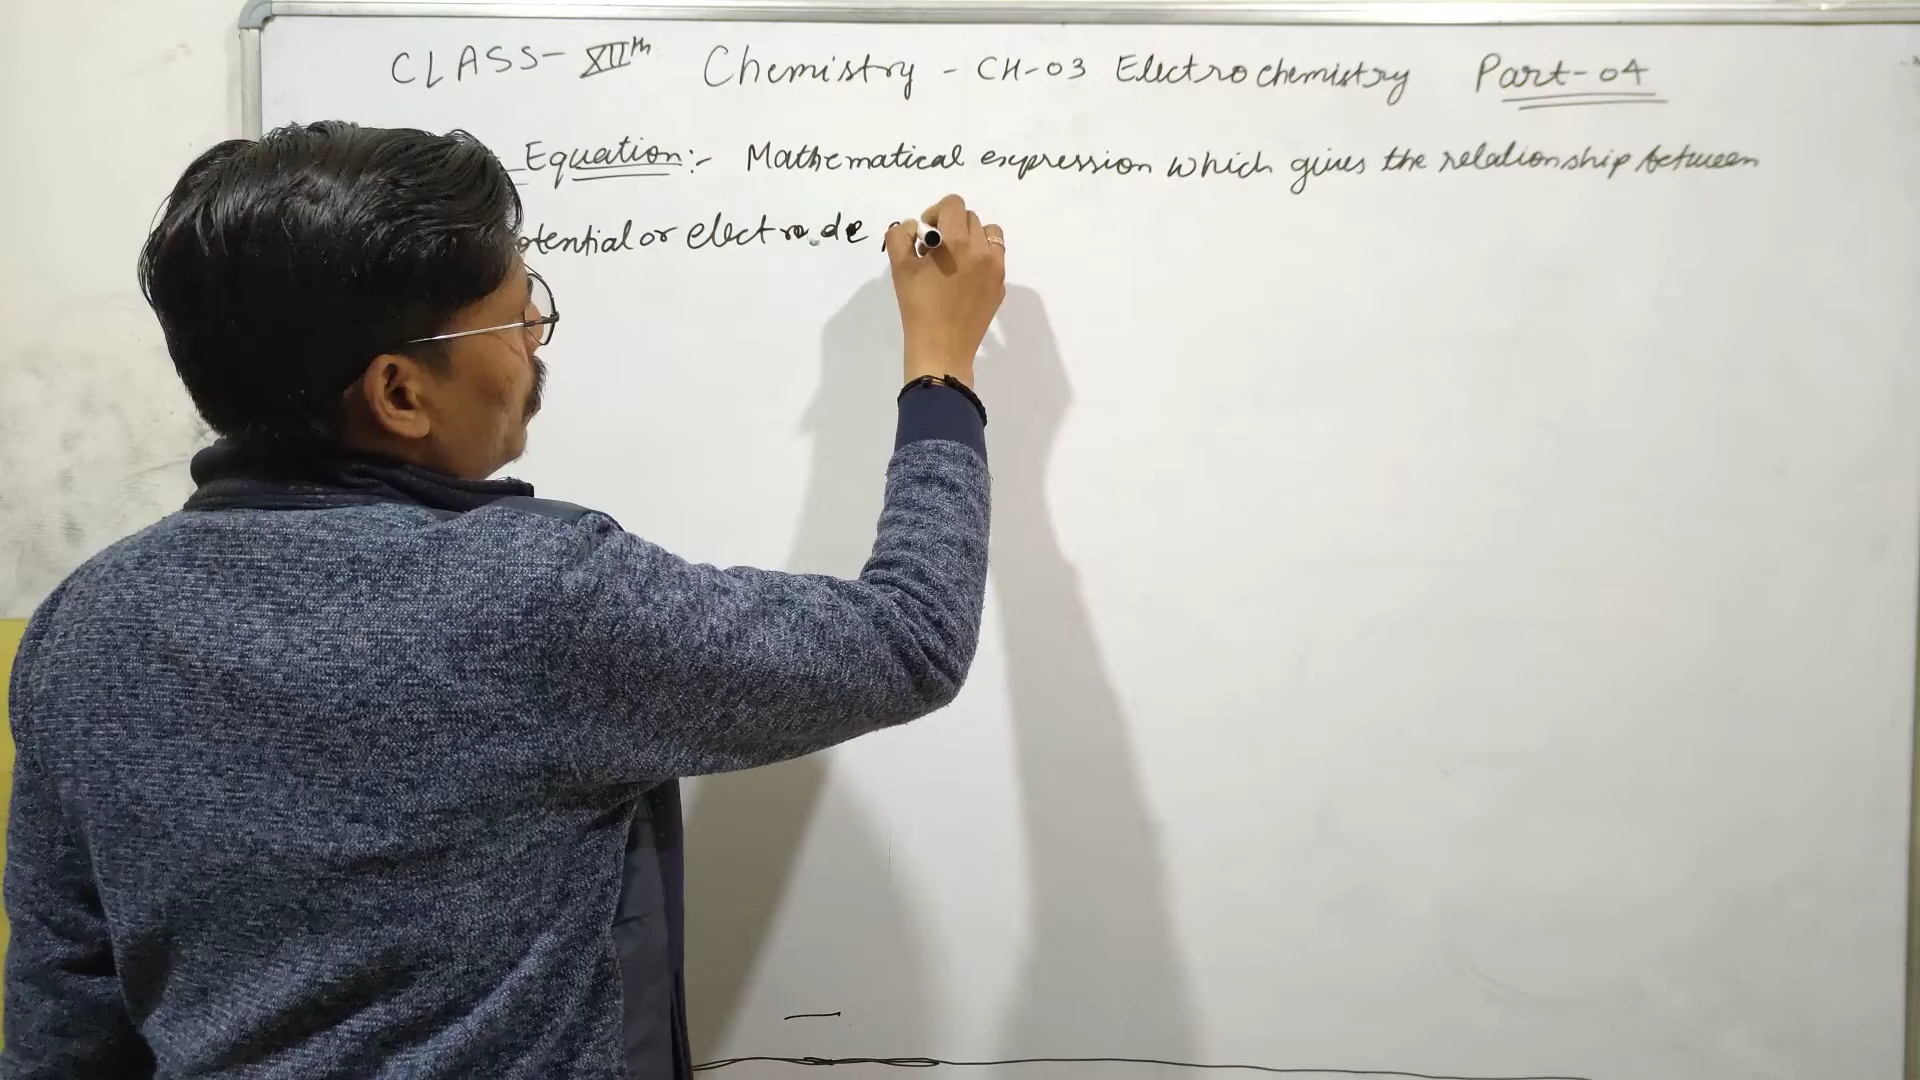 CLASS- XIIth Chemistry - CH-03 Electrochemistry Part-04
Equation:- Mathematical expression which gives the relationship between
otential or electrode